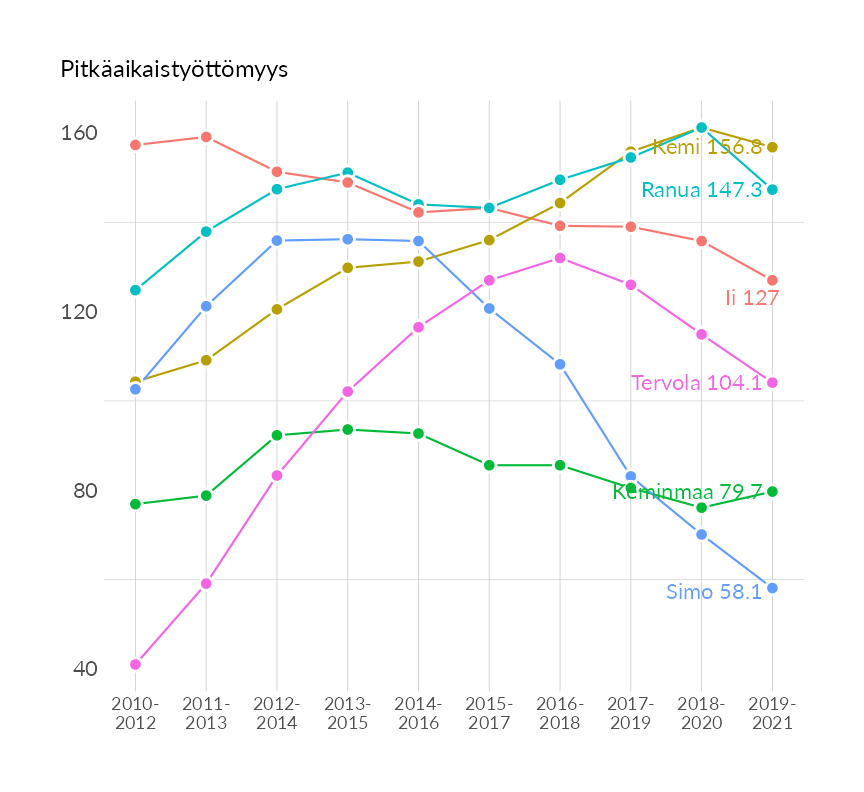 Pitkäaikaistyöttömyys
160
120
80
40
Kemi 156.8
Ranua 147.3
Ii 127
Tervola 104.1
Keminmaa 79.7
Simo 58.1
2010- 2011- 2012- 2013- 2014- 2015- 2016- 2017- 2018- 2019-
2012 2013 2014 2015 2016 2017 2018 2019 2020 2021